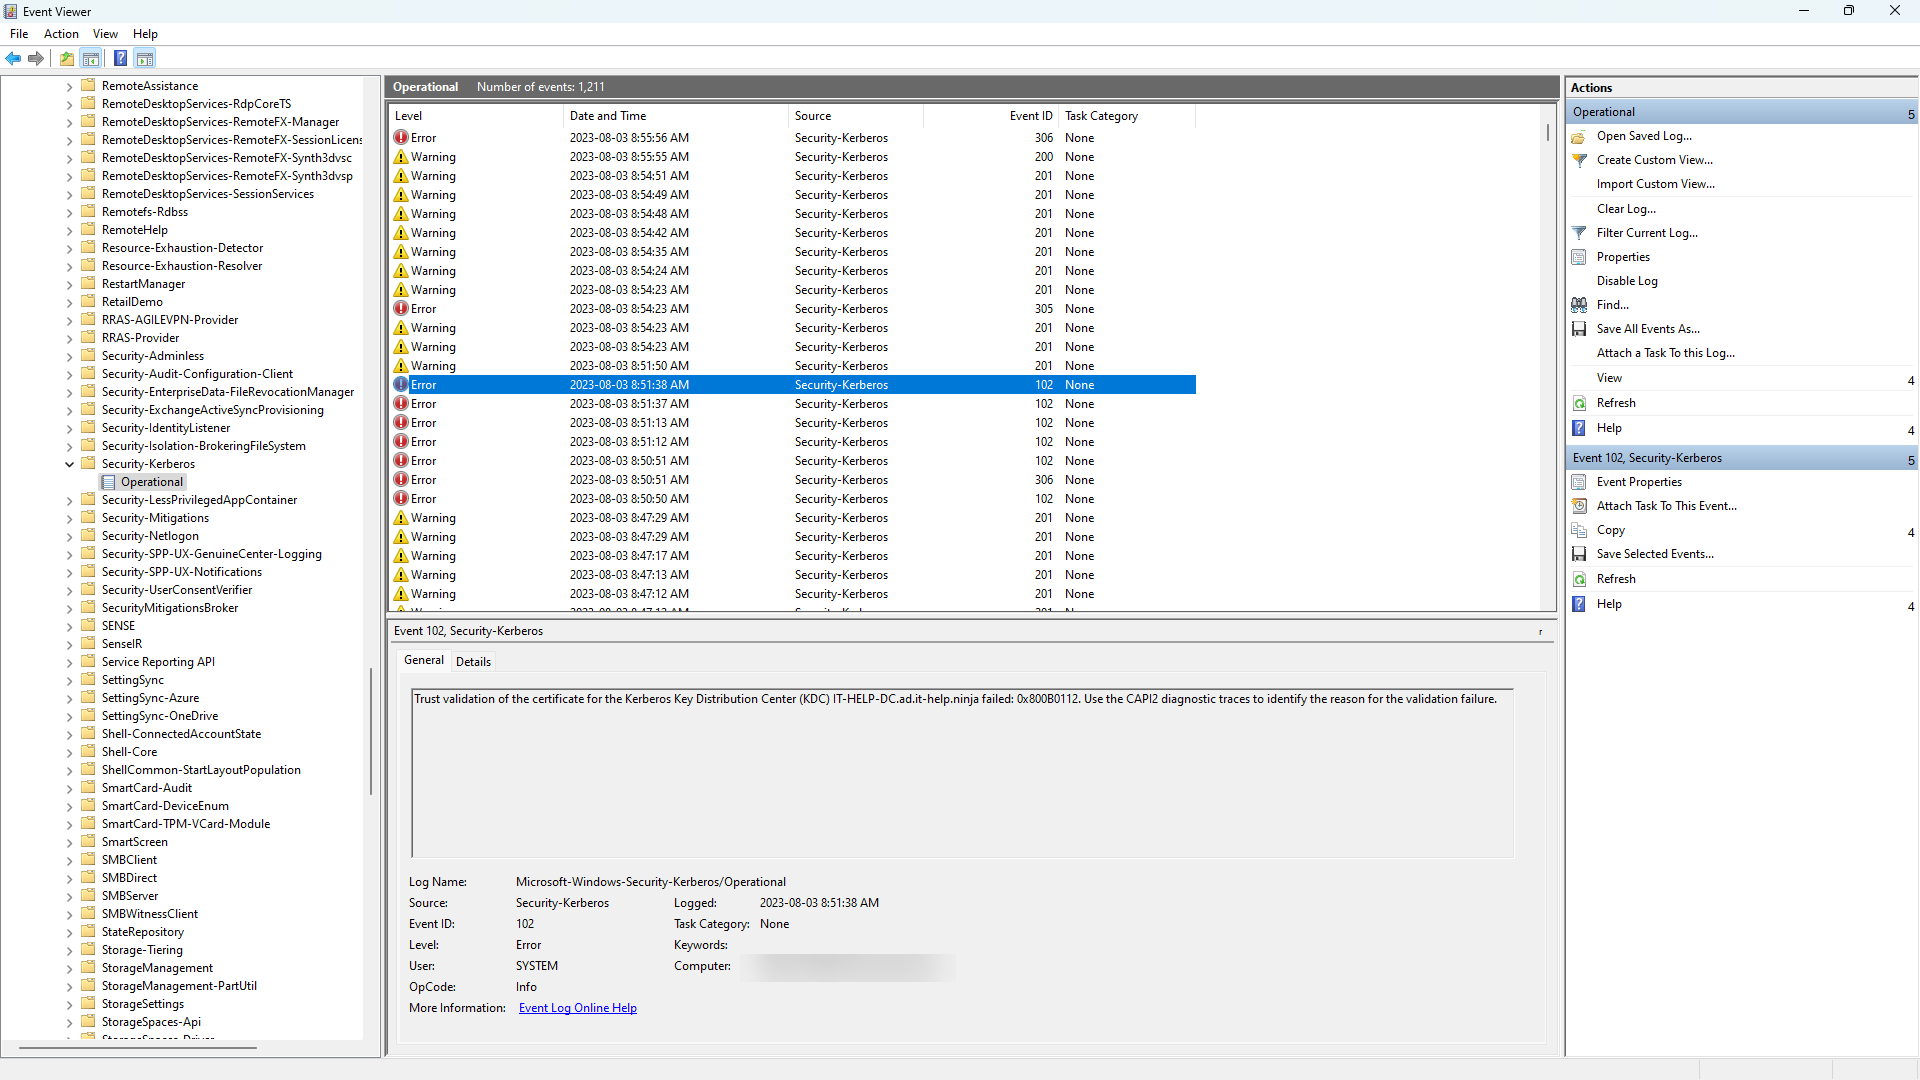 Event Viewer
File Action View Help
RemoteAssistance
RemoteDesktopServices-RdpCoreTS
RemoteDesktopServices-RemoteFX-Manager
RemoteDesktopServices-RemoteFX-SessionLicens
RemoteDesktopServices-RemoteFX-Synth3dvsc
RemoteDesktopServices-RemoteFX-Synth3dvsp
RemoteDesktopServices-SessionServices
Remotefs-Rdbss
RemoteHelp
Resource-Exhaustion-Detector
Resource-Exhaustion-Resolver
RestartManager
RetailDemo
RRAS-AGILEVPN-Provider
RRAS-Provider
Security-Adminless
Security-Audit-Configuration-Client
Security-EnterpriseData-FileRevocationManager
Security-ExchangeActiveSyncProvisioning
Security-IdentityListener
Security-Isolation-BrokeringFileSystem
Security-Kerberos
Operational
Security-LessPrivilegedAppContainer
Security-Mitigations
Security-Netlogon
Security-SPP-UX-GenuineCenter-Logging
Security-SPP-UX-Notifications
Security-UserConsentVerifier
SecurityMitigationsBroker
SENSE
SenseIR
Service Reporting API
SettingSync
SettingSync-Azure
SettingSync-OneDrive
Shell-ConnectedAccountState
Shell-Core
ShellCommon-StartLayoutPopulation
SmartCard-Audit
SmartCard-DeviceEnum
SmartCard-TPM-VCard-Module
SmartScreen
SMBClient
SMBDirect
SMBServer
SMBWitnessClient
StateRepository
Storage-Tiering
StorageManagement
StorageManagement-PartUtil
StorageSettings
StorageSpaces-Api
Operational Number of events: 1,211
Level Date and Time Source Event ID Task Category
Error 2023-08-03 8:55:56 AM Security-Kerberos 306 None
Warning 2023-08-03 8:55:55 AM Security-Kerberos 200 None
Warning 2023-08-03 8:54:51 AM Security-Kerberos 201 None
Warning 2023-08-03 8:54:49 AM Security-Kerberos 201 None
Warning 2023-08-03 8:54:48 AM Security-Kerberos 201 None
Warning 2023-08-03 8:54:42 AM Security-Kerberos 201 None
Warning 2023-08-03 8:54:35 AM Security-Kerberos 201 None
Warning 2023-08-03 8:54:24 AM Security-Kerberos 201 None
Warning 2023-08-03 8:54:23 AM Security-Kerberos 201 None
Error 2023-08-03 8:54:23 AM Security-Kerberos 305 None
Warning 2023-08-03 8:54:23 AM Security-Kerberos 201 None
Warning 2023-08-03 8:54:23 AM Security-Kerberos 201 None
Warning 2023-08-03 8:51:50 AM Security-Kerberos 201 None
Error 2023-08-03 8:51:38 AM Security-Kerberos 102 None
Error 2023-08-03 8:51:37 AM Security-Kerberos 102 None
Error 2023-08-03 8:51:13 AM Security-Kerberos 102 None
Error 2023-08-03 8:51:12 AM Security-Kerberos 102 None
Error 2023-08-03 8:50:51 AM Security-Kerberos 102 None
Error 2023-08-03 8:50:51 AM Security-Kerberos 306 None
Error 2023-08-03 8:50:50 AM Security-Kerberos 102 None
Warning 2023-08-03 8:47:29 AM Security-Kerberos 201 None
Warning 2023-08-03 8:47:29 AM Security-Kerberos 201 None
Warning 2023-08-03 8:47:17 AM Security-Kerberos 201 None
Warning 2023-08-03 8:47:13 AM Security-Kerberos 201 None
Warning 2023-08-03 8:47:12 AM Security-Kerberos 201 None
Event 102, Security-Kerberos
General Details
Trust validation of the certificate for the Kerberos Key Distribution Center (KDC) IT-HELP-DC.ad.it-help.ninja failed: 0x800B0112. Use the CAPI2 diagnostic traces to identify the reason for the validation failure.
Log Name: Microsoft-Windows-Security-Kerberos/Operational
Source: Security-Kerberos Logged: 2023-08-03 8:51:38 AM
Event ID: 102 Task Category: None
Level: Error Keywords:
User: SYSTEM Computer:
OpCode: Info
More Information: Event Log Online Help
Actions
Operational 5
Open Saved Log...
Create Custom View...
Import Custom View...
Clear Log...
Filter Current Log...
Properties
Disable Log
Find...
Save All Events As...
Attach a Task To this Log...
View 4
Refresh
Help 4
Event 102, Security-Kerberos 5
Event Properties
Attach Task To This Event...
Copy 4
Save Selected Events...
Refresh
Help 4